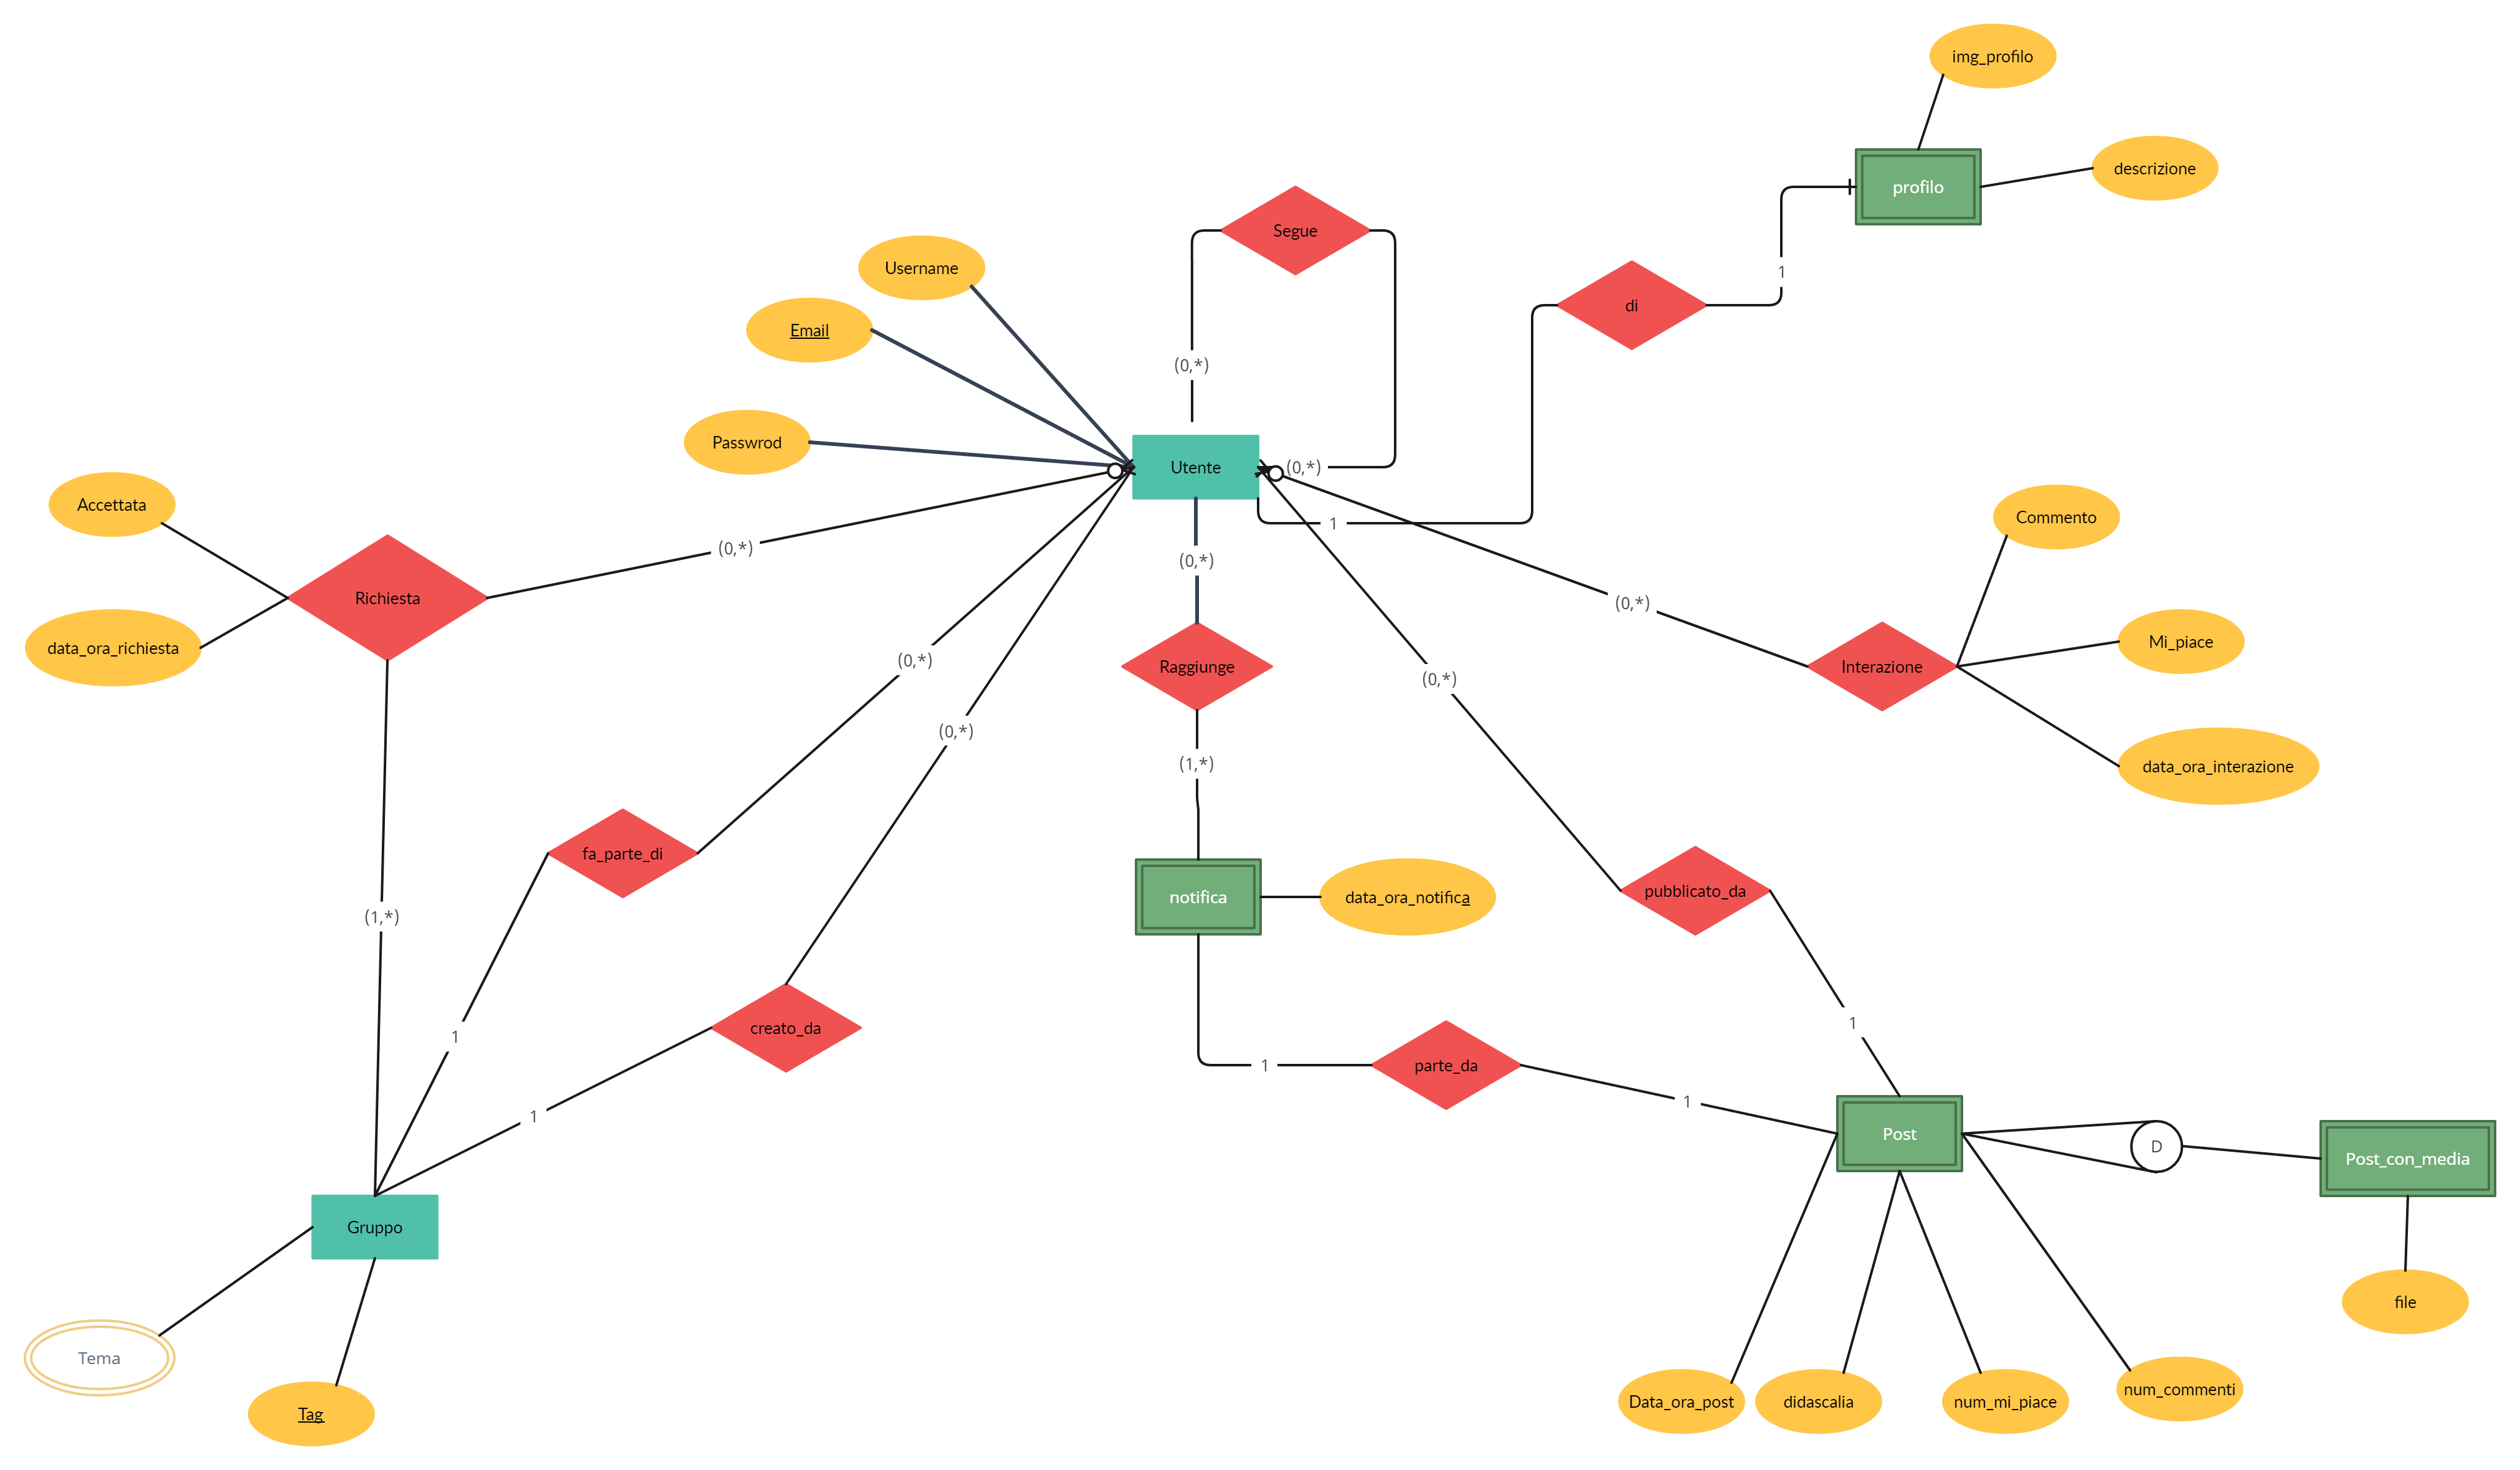 img_profilo
profilo
descrizione
Segue
Username
di
1
Email
(0,*)
Passwrod
Utente
(0,*)
Accettata
1
Commento
(0,*)
(0,*)
Richiesta
(0,*)
data_ora_richiesta
Mi_piace
(0,*)
Raggiunge
(0,*)
Interazione
(0,*)
(1,*)
data_ora_interazione
fa_parte_di
pubblicato_da
notifica
data_ora_notifica
(1,*)
1
creato_da
1
parte_da
1
1
1
Post
D
Post_con_media
Gruppo
file
Tema
Tag
Data_ora_post
didascalia
num_mi_piace
num_commenti